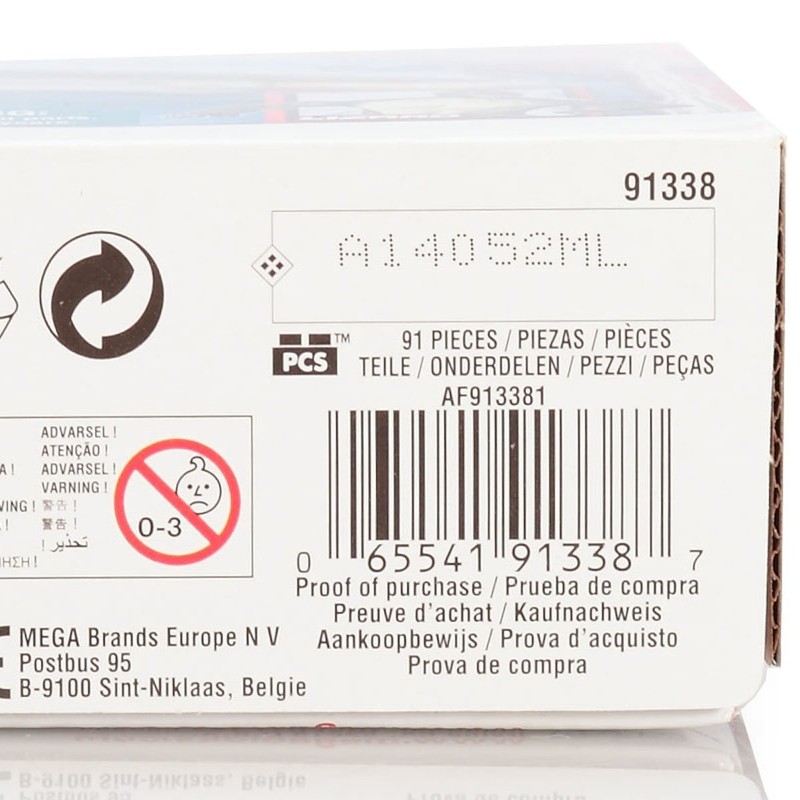 91338
A14052ML
PCS™
91 PIECES / PIEZAS / PIÈCES
TEILE / ONDERDELEN / PEZZI / PEÇAS
AF913381
0 65541 91338 7
Proof of purchase / Prueba de compra
Preuve d'achat / Kaufnachweis
Aankoopbewijs / Prova d'acquisto
Prova de compra
ADVARSEL!
ATENÇÃO!
ADVARSEL!
VARNING!
警告!
警告!
تحذير!
0-3
MEGA Brands Europe N V
Postbus 95
B-9100 Sint-Niklaas, Belgie